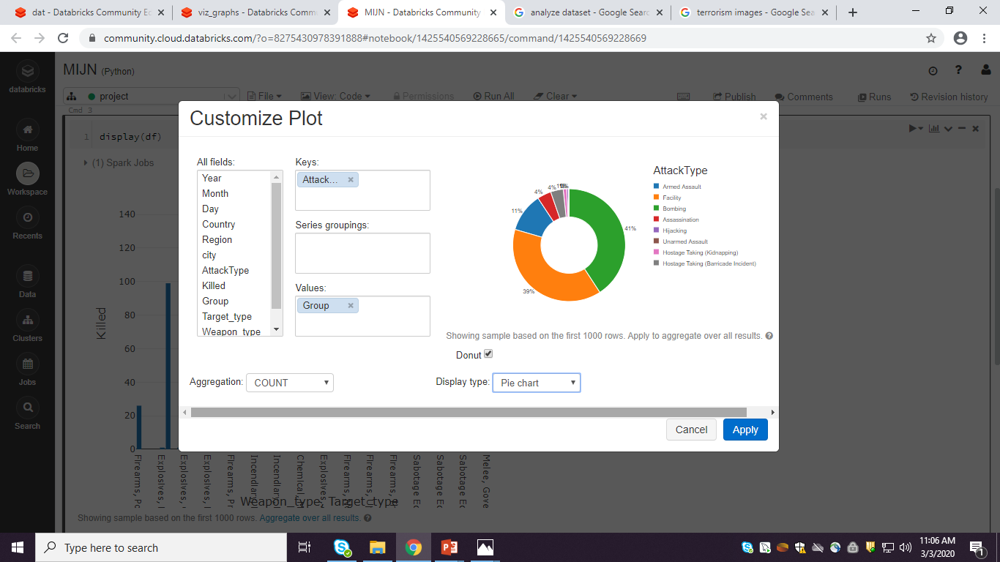 dat - Databricks Community Ed
viz_graphs - Databricks Commu
MIJN - Databricks Community
analyze dataset - Google Searc
terrorism images - Google Sea
community.cloud.databricks.com/?o=8275430978391888#notebook/1425540569228665/command/1425540569228669
databricks
Home
Workspace
Recents
Data
Clusters
Jobs
Search
MIJN (Python)
project
File
View: Code
Permissions
Run All
Clear
Publish
Comments
Runs
Revision history
Cmd 3
1 display(df)
(1) Spark Jobs
Customize Plot
All fields:
Year
Month
Day
Country
Region
city
AttackType
Killed
Group
Target_type
Weapon_type
Keys:
Attack...
Series groupings:
Values:
Group
AttackType
Armed Assault
Facility
Bombing
Assassination
Hijacking
Unarmed Assault
Hostage Taking (Kidnapping)
Hostage Taking (Barricade Incident)
41%
39%
11%
4%
4%
Showing sample based on the first 1000 rows. Apply to aggregate over all results.
Donut
Aggregation: COUNT
Display type: Pie chart
Cancel
Apply
Killed
140
120
100
80
60
40
20
0
Firearms, Po
Explosives, I
Explosives,
Explosives, I
Firearms, Pr
Incendiary,
Incendiary,
Chemical,
Explosives,
Firearms,
Firearms,
Firearms,
Sabotage Ec
Sabotage Ec
Sabotage Ec
Melee, Gove
Weapon_type, Target_type
Showing sample based on the first 1000 rows. Aggregate over all results.
Type here to search
11:06 AM
3/3/2020
1